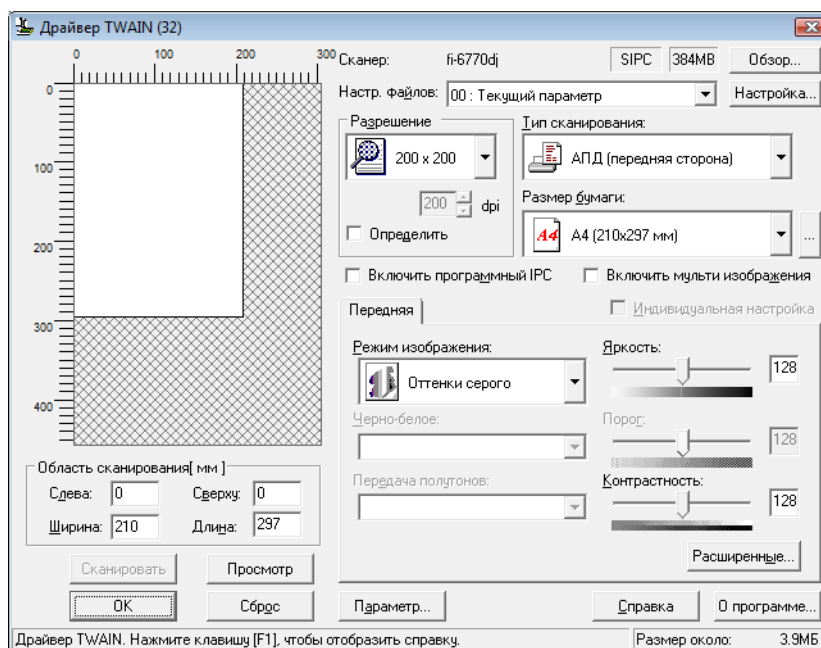 Драйвер TWAIN (32)
0 100 200 300
0
100
200
300
400
Сканер: fi-6770dj SIPC 384MB Обзор...
Настр. файлов: 00 : Текущий параметр Настройка...
Разрешение
200 x 200
200 dpi
Определить
Тип сканирования:
АПД (передняя сторона)
Размер бумаги:
A4 A4 (210x297 мм) ...
Включить программный IPC Включить мульти изображения
Передняя Индивидуальная настройка
Режим изображения:
Оттенки серого
Черно-белое:
Передача полутонов:
Яркость:
128
Порог:
128
Контрастность:
128
Расширенные...
Область сканирования[ мм ]
Слева: 0 Сверху: 0
Ширина: 210 Длина: 297
Сканировать Просмотр
OK Сброс Параметр... Справка О программе...
Драйвер TWAIN. Нажмите клавишу [F1], чтобы отобразить справку. Размер около: 3.9МБ